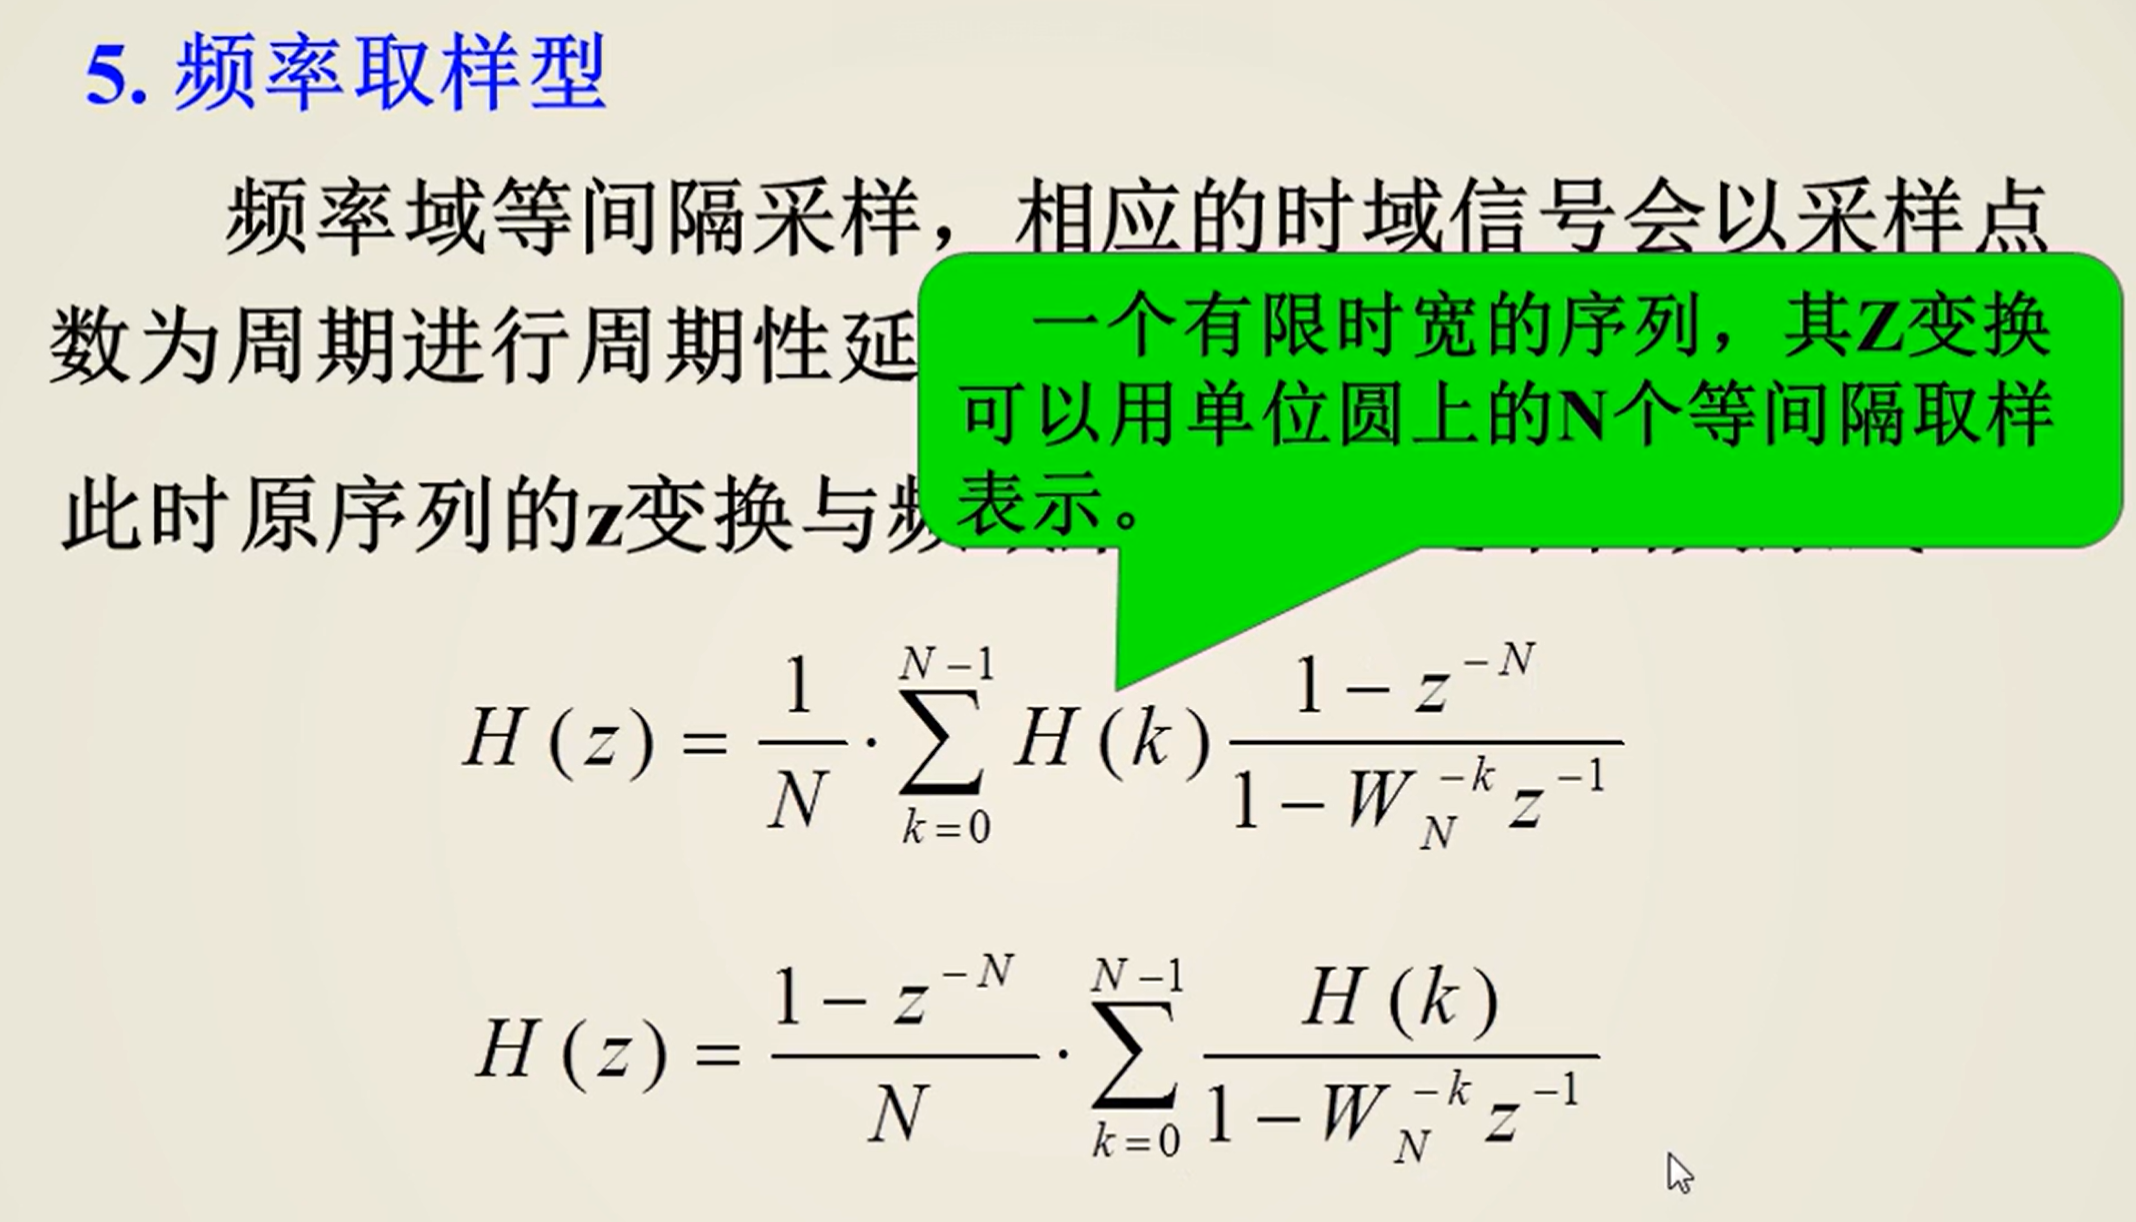 5. 频率取样型
频率域等间隔采样，相应的时域信号会以采样点
数为周期进行周期性延
一个有限时宽的序列，其Z变换
可以用单位圆上的N个等间隔取样
表示。
此时原序列的z变换与频
H(z) = \frac{1}{N} \cdot \sum_{k=0}^{N-1} H(k) \frac{1 - z^{-N}}{1 - W_N^{-k} z^{-1}}
H(z) = \frac{1 - z^{-N}}{N} \cdot \sum_{k=0}^{N-1} \frac{H(k)}{1 - W_N^{-k} z^{-1}}